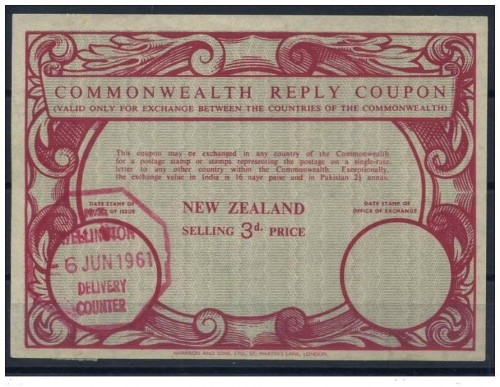 COMMONWEALTH REPLY COUPON
(VALID ONLY FOR EXCHANGE BETWEEN THE COUNTRIES OF THE COMMONWEALTH)
This coupon may be exchanged in any country of the Commonwealth
for a postage stamp or stamps representing the postage on a single-rate
letter to any other country within the Commonwealth. Exceptionally,
the exchange value in India is 16 naye paise and in Pakistan 2½ annas.
DATE STAMP OF
OFFICE OF ISSUE
DATE STAMP OF
OFFICE OF EXCHANGE
NEW ZEALAND
SELLING 3d. PRICE
WELLINGTON
-6 JUN 1961
DELIVERY
COUNTER
HARRISON AND SONS, LTD., ST. MARTIN'S LANE, LONDON.